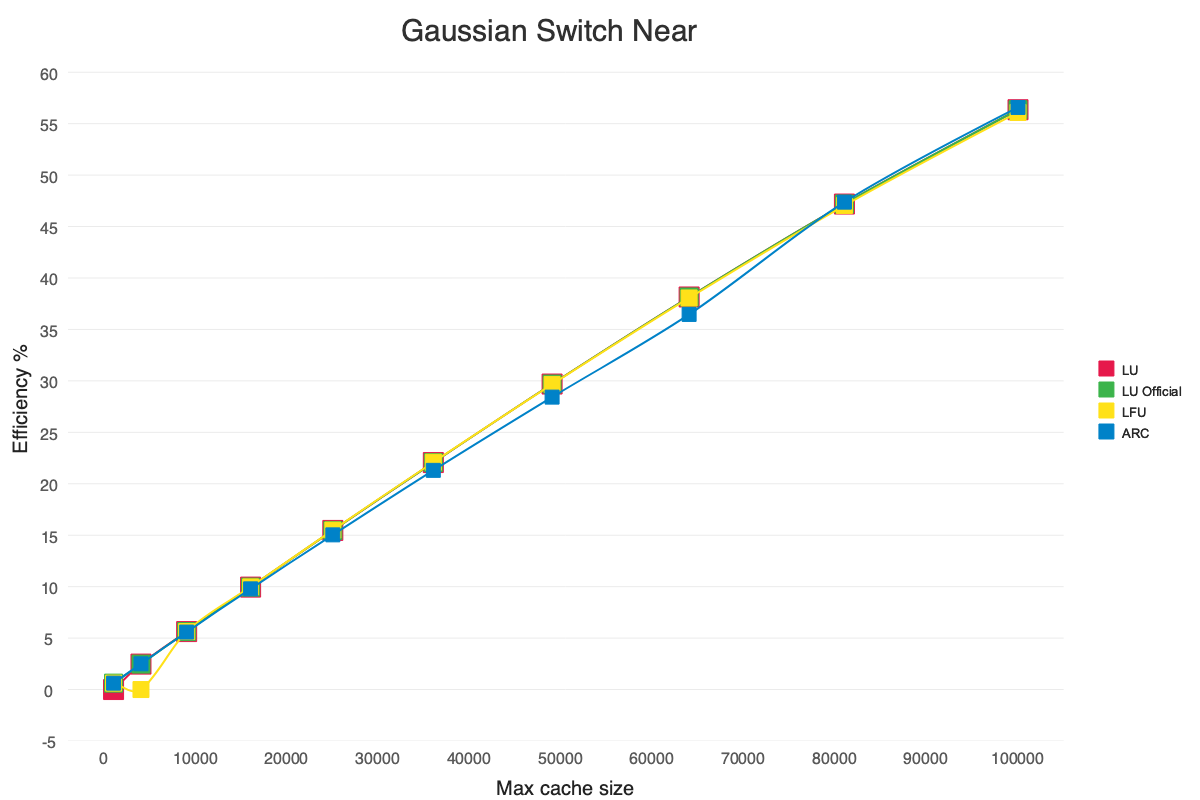 Gaussian Switch Near
60
55
50
45
40
35
30
25
20
15
10
5
0
-5
Efficiency %
0 10000 20000 30000 40000 50000 60000 70000 80000 90000 100000
Max cache size
LU
LU Official
LFU
ARC